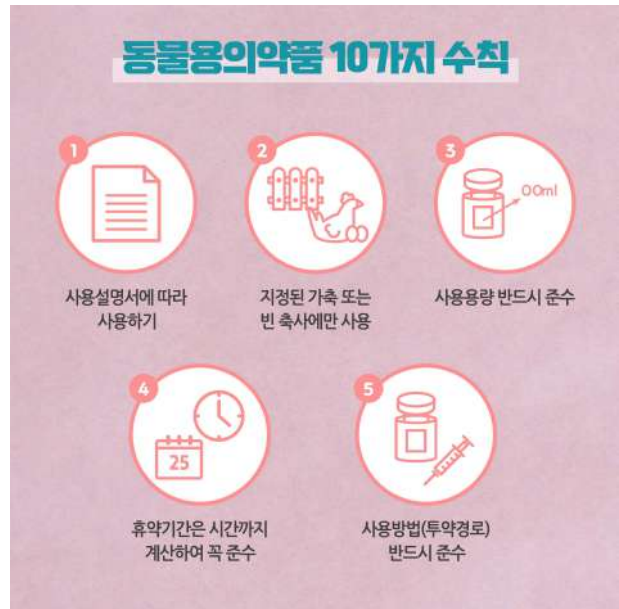 동물용의약품 10가지 수칙
1
2
3
00ml
사용설명서에 따라
사용하기
지정된 가축 또는
빈 축사에만 사용
사용용량 반드시 준수
4
5
25
휴약기간은 시간까지
계산하여 꼭 준수
사용방법(투약경로)
반드시 준수